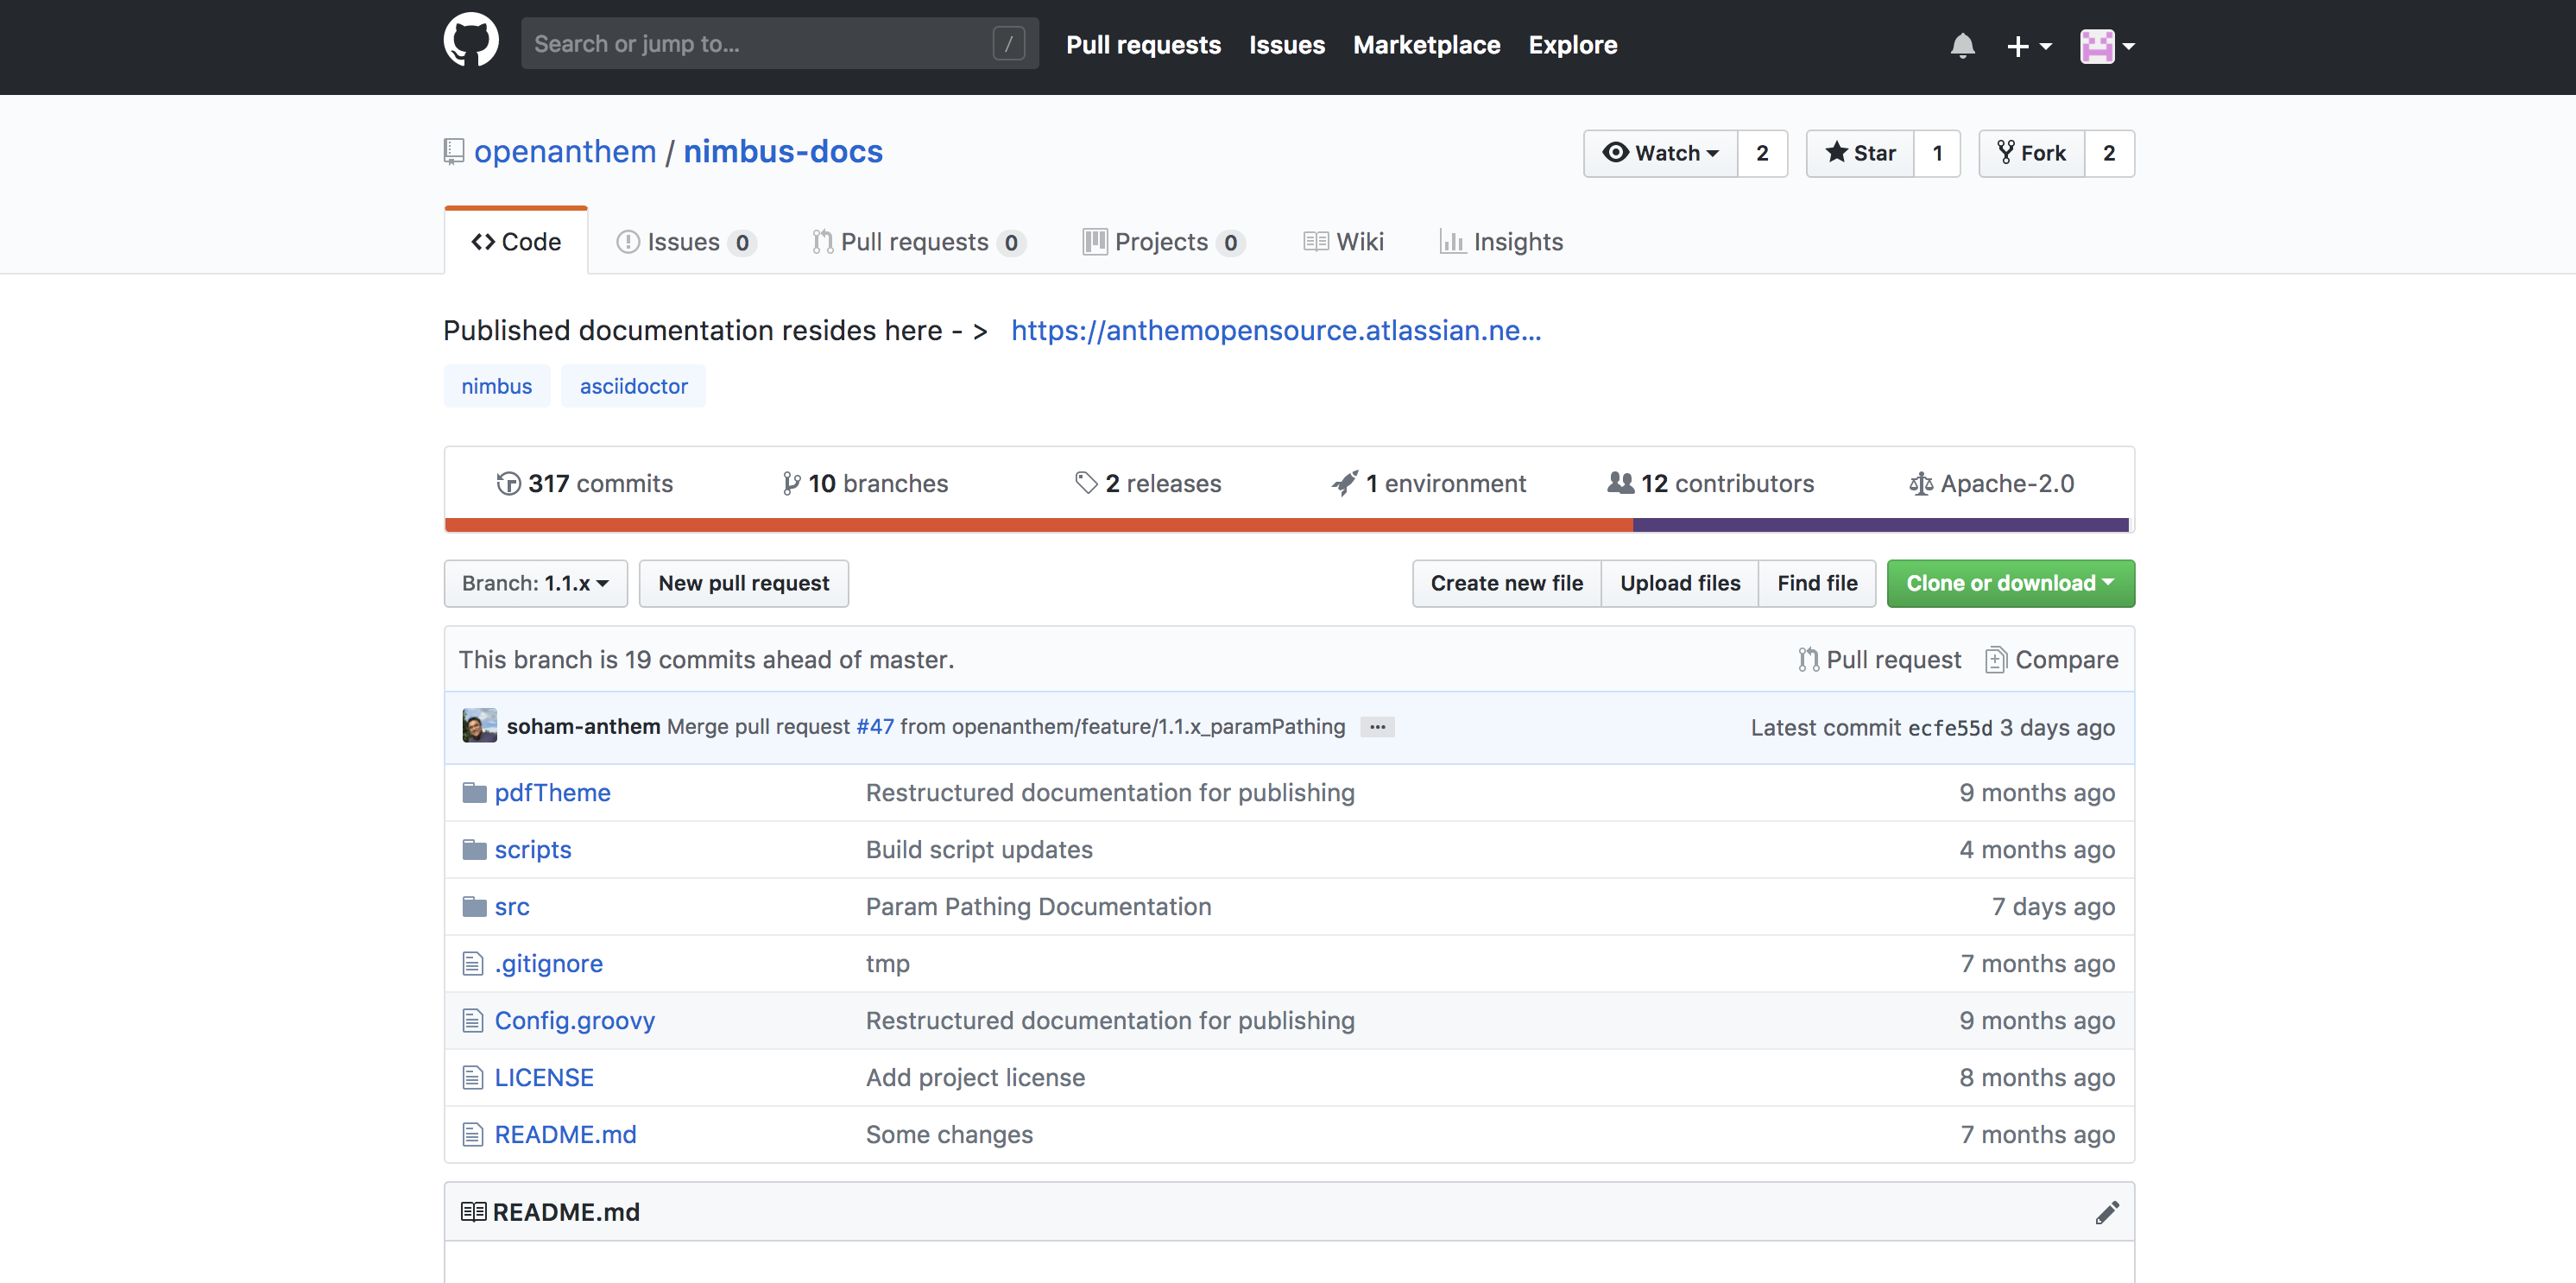 Search or jump to... / Pull requests Issues Marketplace Explore
openanthem / nimbus-docs Watch 2 Star 1 Fork 2
Code Issues 0 Pull requests 0 Projects 0 Wiki Insights
Published documentation resides here - > https://anthemopensource.atlassian.ne...
nimbus asciidoctor
317 commits 10 branches 2 releases 1 environment 12 contributors Apache-2.0
Branch: 1.1.x New pull request Create new file Upload files Find file Clone or download
This branch is 19 commits ahead of master. Pull request Compare
soham-anthem Merge pull request #47 from openanthem/feature/1.1.x_paramPathing ... Latest commit ecfe55d 3 days ago
pdfTheme Restructured documentation for publishing 9 months ago
scripts Build script updates 4 months ago
src Param Pathing Documentation 7 days ago
.gitignore tmp 7 months ago
Config.groovy Restructured documentation for publishing 9 months ago
LICENSE Add project license 8 months ago
README.md Some changes 7 months ago
README.md